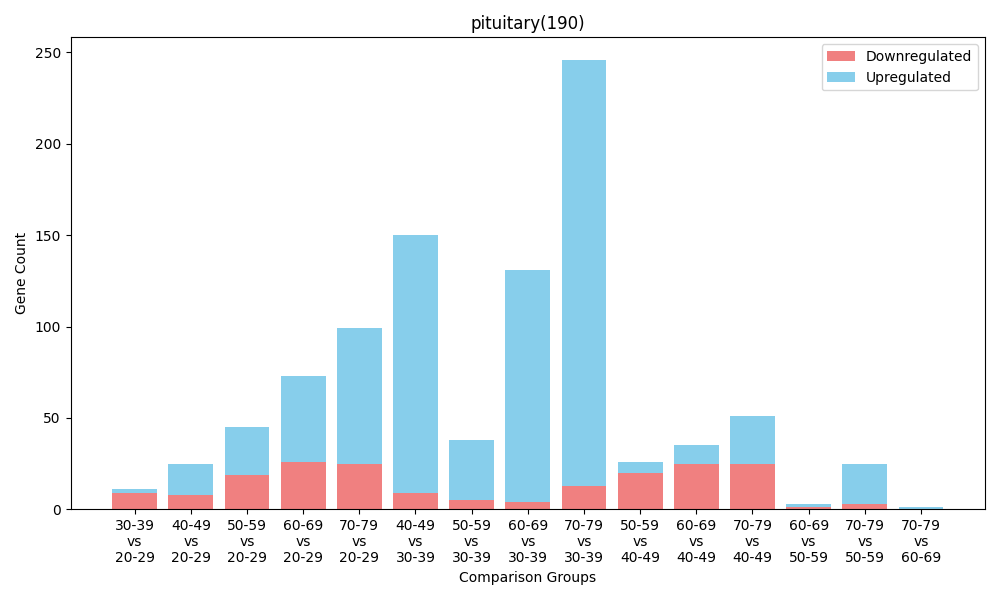 pituitary(190)
Downregulated
Upregulated
Gene Count
250
200
150
100
50
0
30-39 40-49 50-59 60-69 70-79 40-49 50-59 60-69 70-79 50-59 60-69 70-79 60-69 70-79 70-79
vs vs vs vs vs vs vs vs vs vs vs vs vs vs vs
20-29 20-29 20-29 20-29 20-29 30-39 30-39 30-39 30-39 40-49 40-49 40-49 50-59 50-59 60-69
Comparison Groups